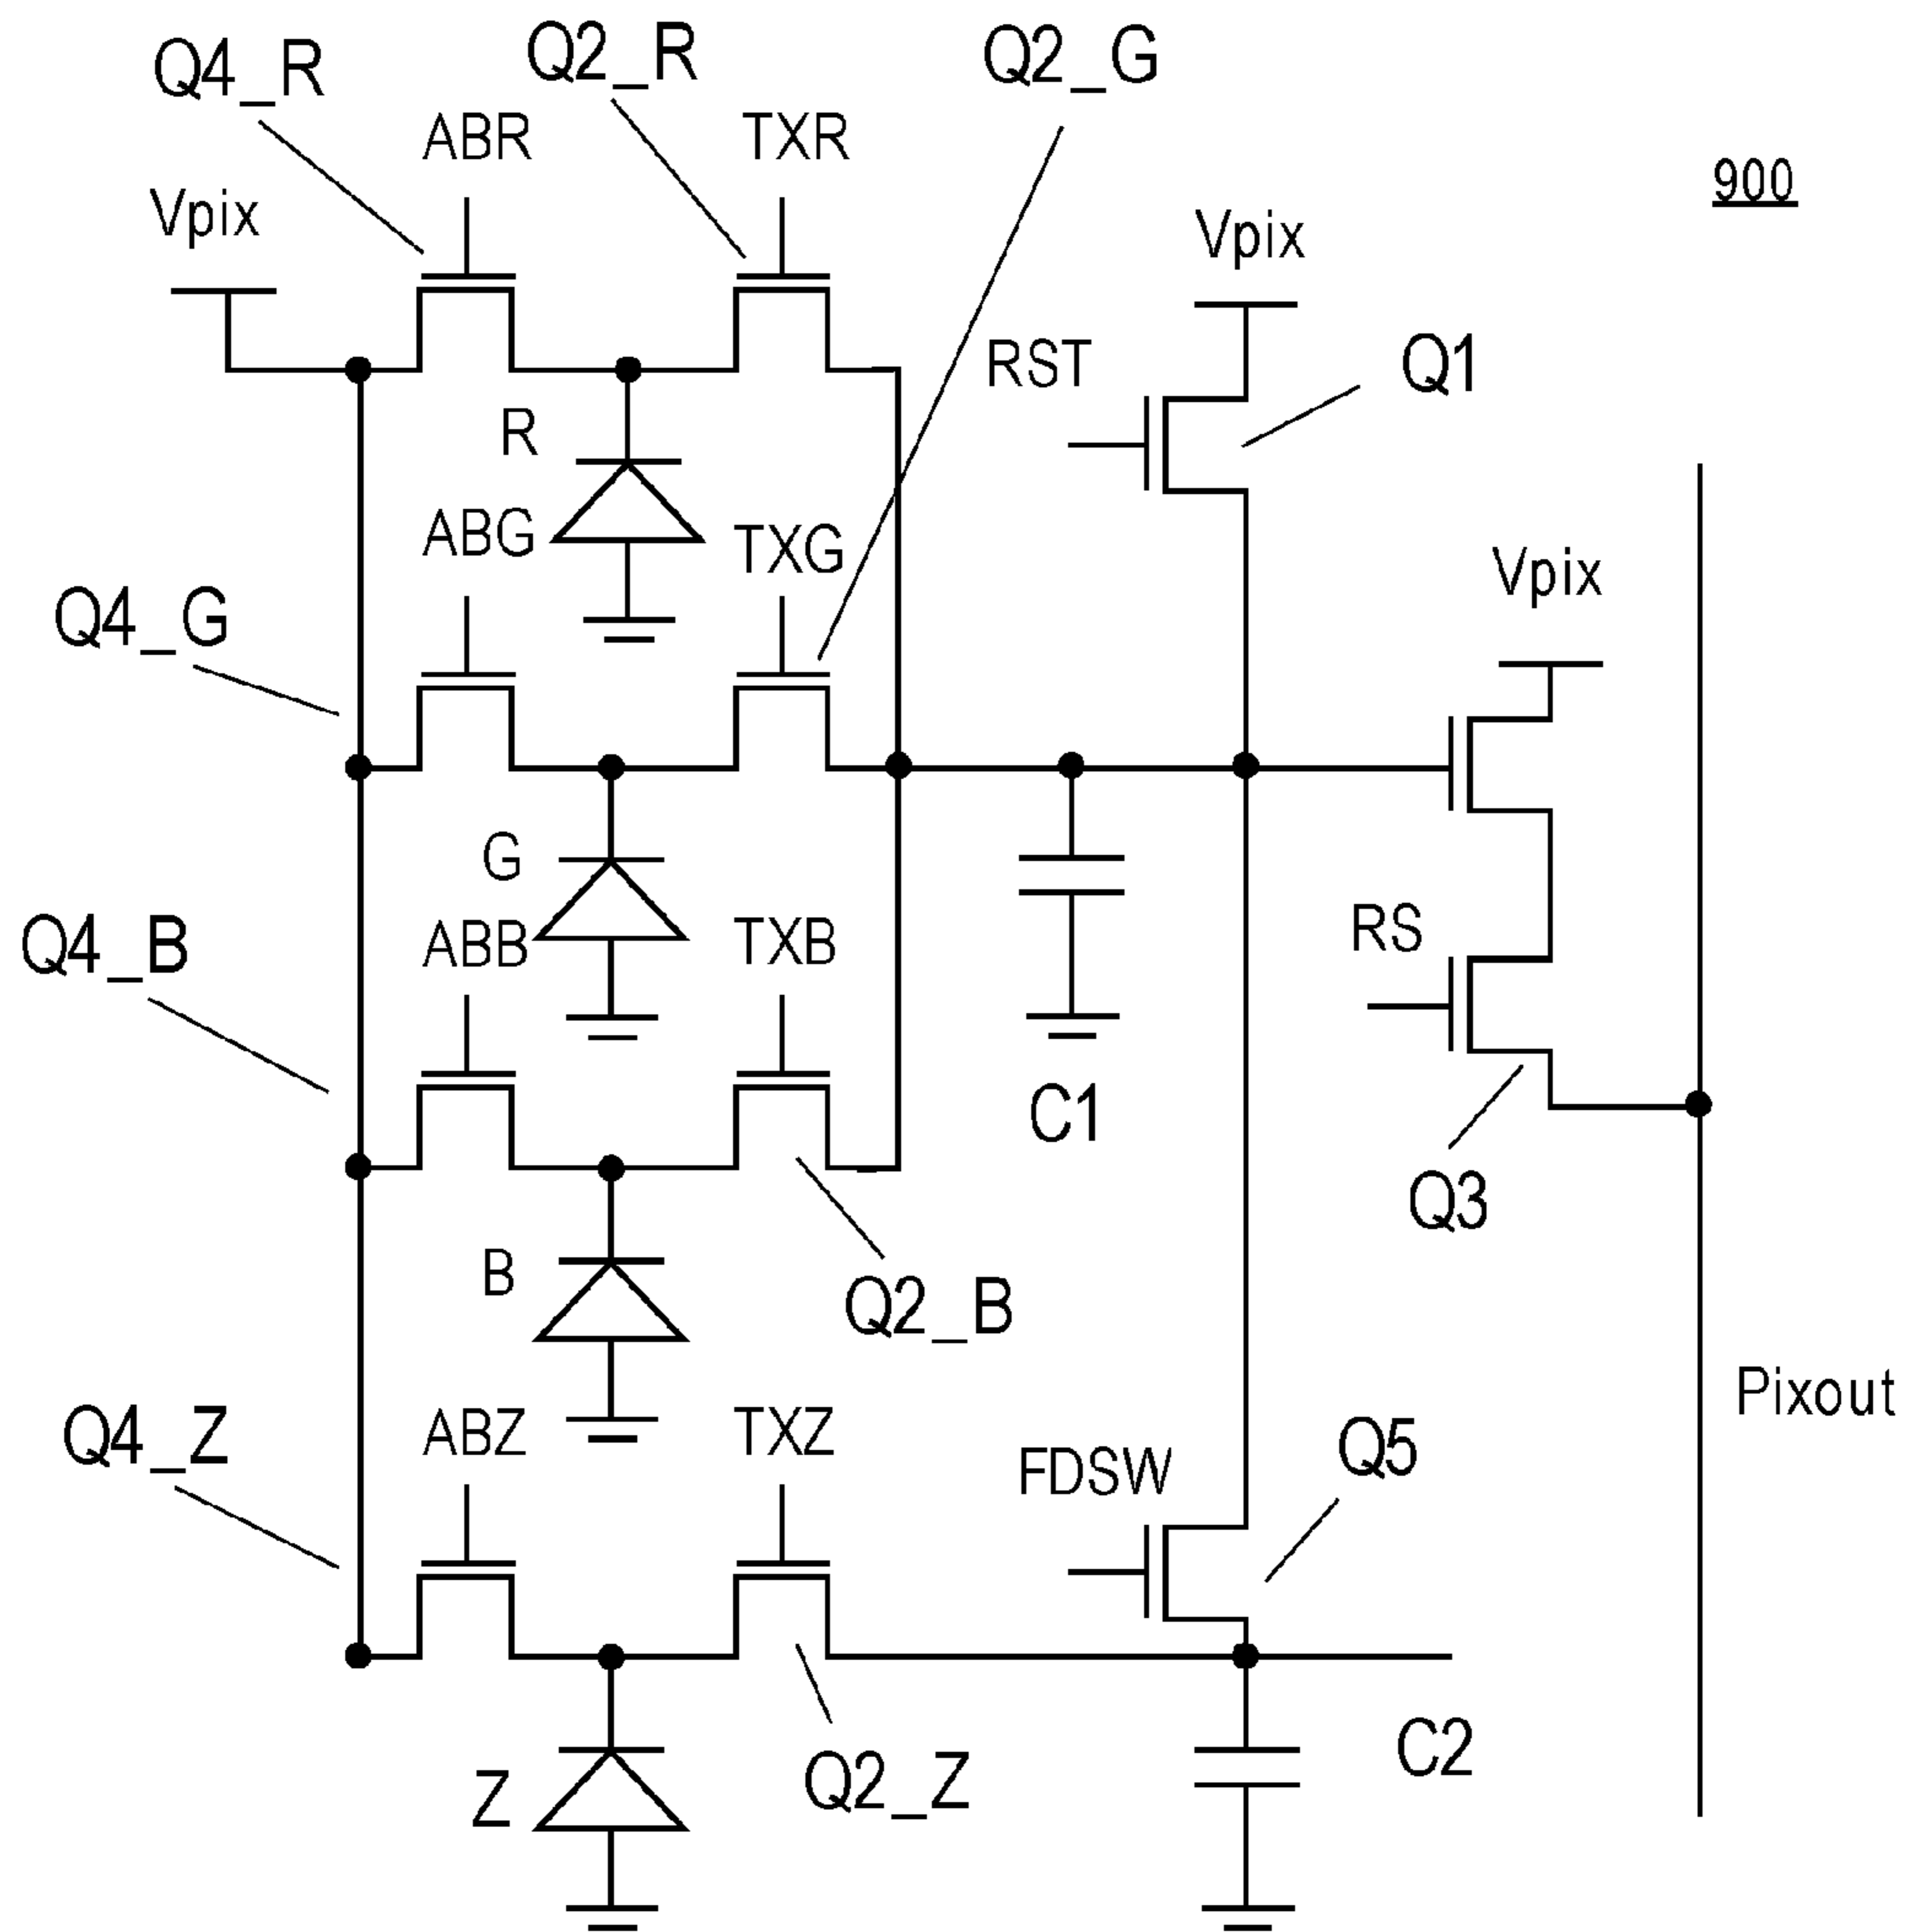 Q4_R
Q2_R
Q2_G
ABR
TXR
900
Vpix
Vpix
RST
Q1
R
ABG
TXG
Vpix
Q4_G
G
RS
Q4_B
ABB
TXB
C1
Q3
B
Q2_B
Pixout
Q4_Z
ABZ
TXZ
FDSW
Q5
C2
Z
Q2_Z